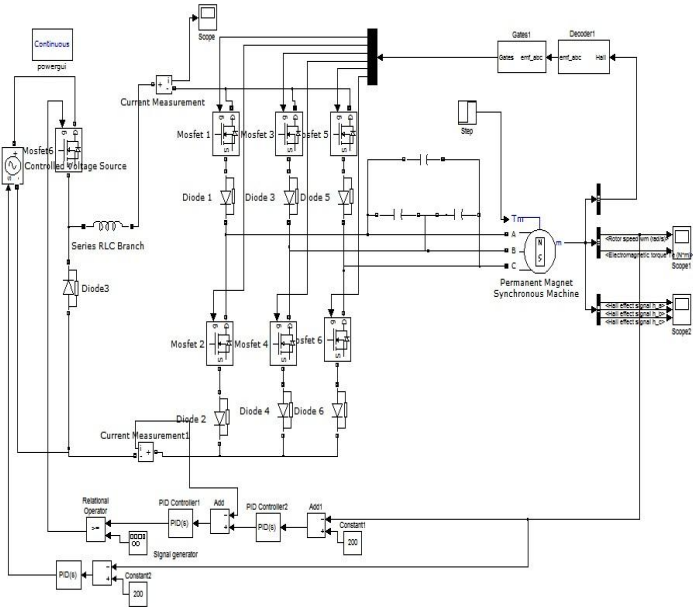 Continuous
powergui
Scope
Current Measurement
Gates1
Decoder1
Gates
emf_abc
emf_abc
Hall
Step
Mosfet6
Controlled Voltage Source
Mosfet 1
Mosfet 3
Mosfet 5
Diode 1
Diode 3
Diode 5
Series RLC Branch
Diode3
Tm
A
B
C
m
N
S
Permanent Magnet
Synchronous Machine
<Rotor speed wm (rad/s)>
<Electromagnetic torque Te (N*m)>
Scope1
<Hall effect signal h_a>
<Hall effect signal h_b>
<Hall effect signal h_c>
Scope2
Mosfet 2
Mosfet 4
Mosfet 6
Diode 2
Diode 4
Diode 6
Current Measurement1
Relational
Operator
>=
PID Controller1
PID(s)
Add
PID Controller2
PID(s)
Add1
Constant1
200
Signal generator
PID(s)
Constant2
200